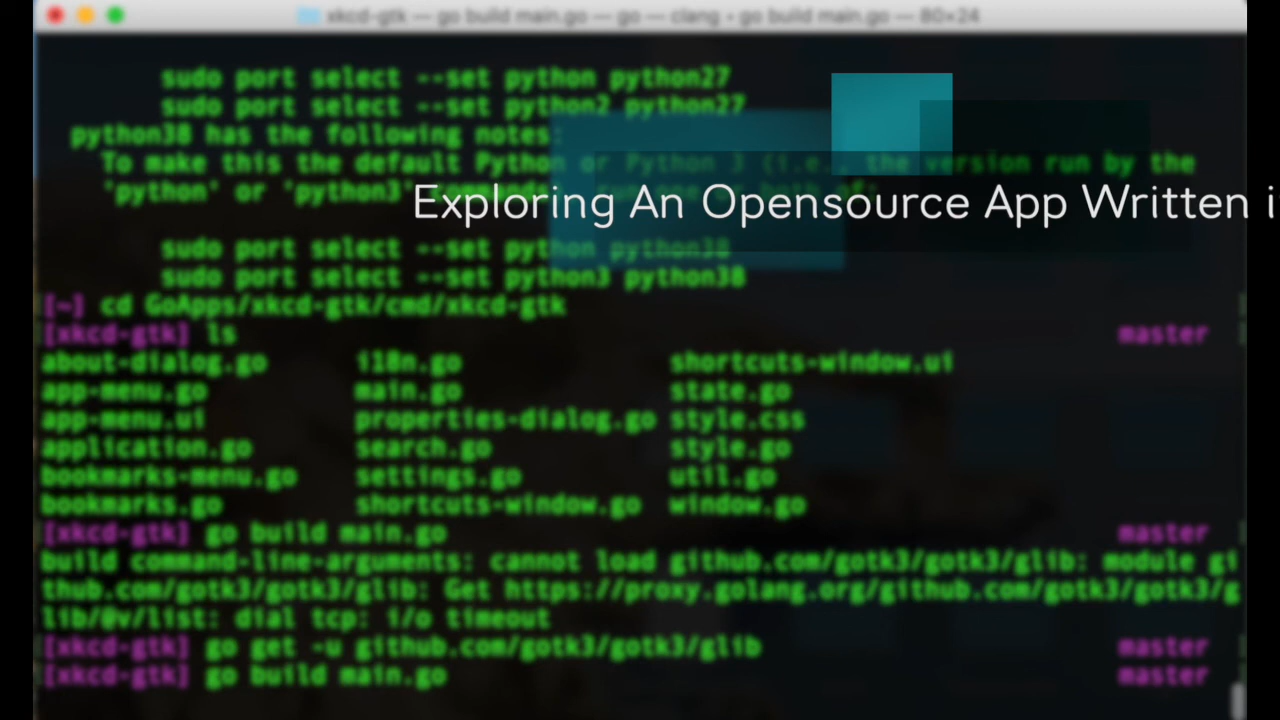 xkcd-gtk — go build main.go — go — clang ◂ go build main.go — 80×24
sudo port select --set python python27
sudo port select --set python2 python27
python38 has the following notes:
To make this the default Python or Python 3 (i.e., the version run by the
'python' or 'python3'
Exploring An Opensource App Written i
sudo port select --set python python38
sudo port select --set python3 python38
[~] cd GoApps/xkcd-gtk/cmd/xkcd-gtk
[xkcd-gtk] ls master
about-dialog.go i18n.go shortcuts-window.ui
app-menu.go main.go state.go
app-menu.ui properties-dialog.go style.css
application.go search.go style.go
bookmarks-menu.go settings.go util.go
bookmarks.go shortcuts-window.go window.go
[xkcd-gtk] go build main.go master
build command-line-arguments: cannot load github.com/gotk3/gotk3/glib: module gi
thub.com/gotk3/gotk3/glib: Get https://proxy.golang.org/github.com/gotk3/gotk3/g
lib/@v/list: dial tcp: i/o timeout
[xkcd-gtk] go get -u github.com/gotk3/gotk3/glib master
[xkcd-gtk] go build main.go master